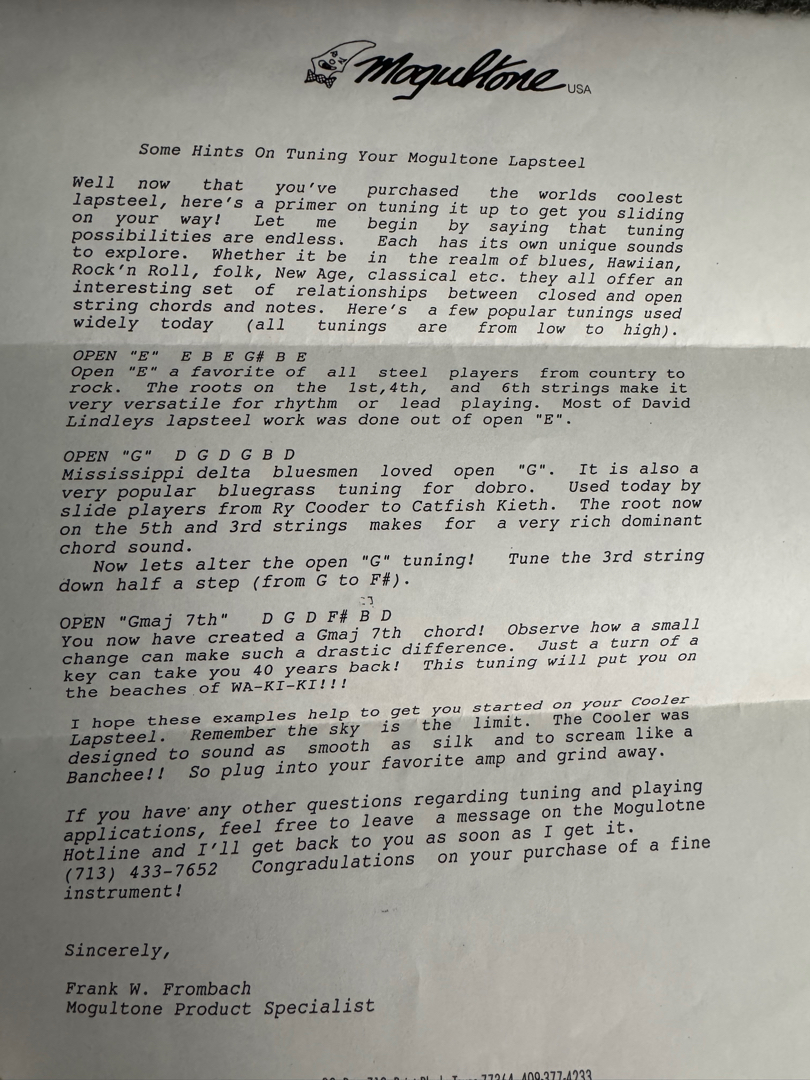 Mogultone USA
Some Hints On Tuning Your Mogultone Lapsteel
Well now that you've purchased the worlds coolest
lapsteel, here's a primer on tuning it up to get you sliding
on your way! Let me begin by saying that tuning
possibilities are endless. Each has its own unique sounds
to explore. Whether it be in the realm of blues, Hawiian,
Rock'n Roll, folk, New Age, classical etc. they all offer an
interesting set of relationships between closed and open
string chords and notes. Here's a few popular tunings used
widely today (all tunings are from low to high).
OPEN "E" E B E G# B E
Open "E" a favorite of all steel players from country to
rock. The roots on the 1st,4th, and 6th strings make it
very versatile for rhythm or lead playing. Most of David
Lindleys lapsteel work was done out of open "E".
OPEN "G" D G D G B D
Mississippi delta bluesmen loved open "G". It is also a
very popular bluegrass tuning for dobro. Used today by
slide players from Ry Cooder to Catfish Kieth. The root now
on the 5th and 3rd strings makes for a very rich dominant
chord sound.
Now lets alter the open "G" tuning! Tune the 3rd string
down half a step (from G to F#).
OPEN "Gmaj 7th" D G D F# B D
You now have created a Gmaj 7th chord! Observe how a small
change can make such a drastic difference. Just a turn of a
key can take you 40 years back! This tuning will put you on
the beaches of WA-KI-KI!!!
I hope these examples help to get you started on your Cooler
Lapsteel. Remember the sky is the limit. The Cooler was
designed to sound as smooth as silk and to scream like a
Banchee!! So plug into your favorite amp and grind away.
If you have any other questions regarding tuning and playing
applications, feel free to leave a message on the Mogulotne
Hotline and I'll get back to you as soon as I get it.
(713) 433-7652 Congradulations on your purchase of a fine
instrument!
Sincerely,
Frank W. Frombach
Mogultone Product Specialist
409-377-4233